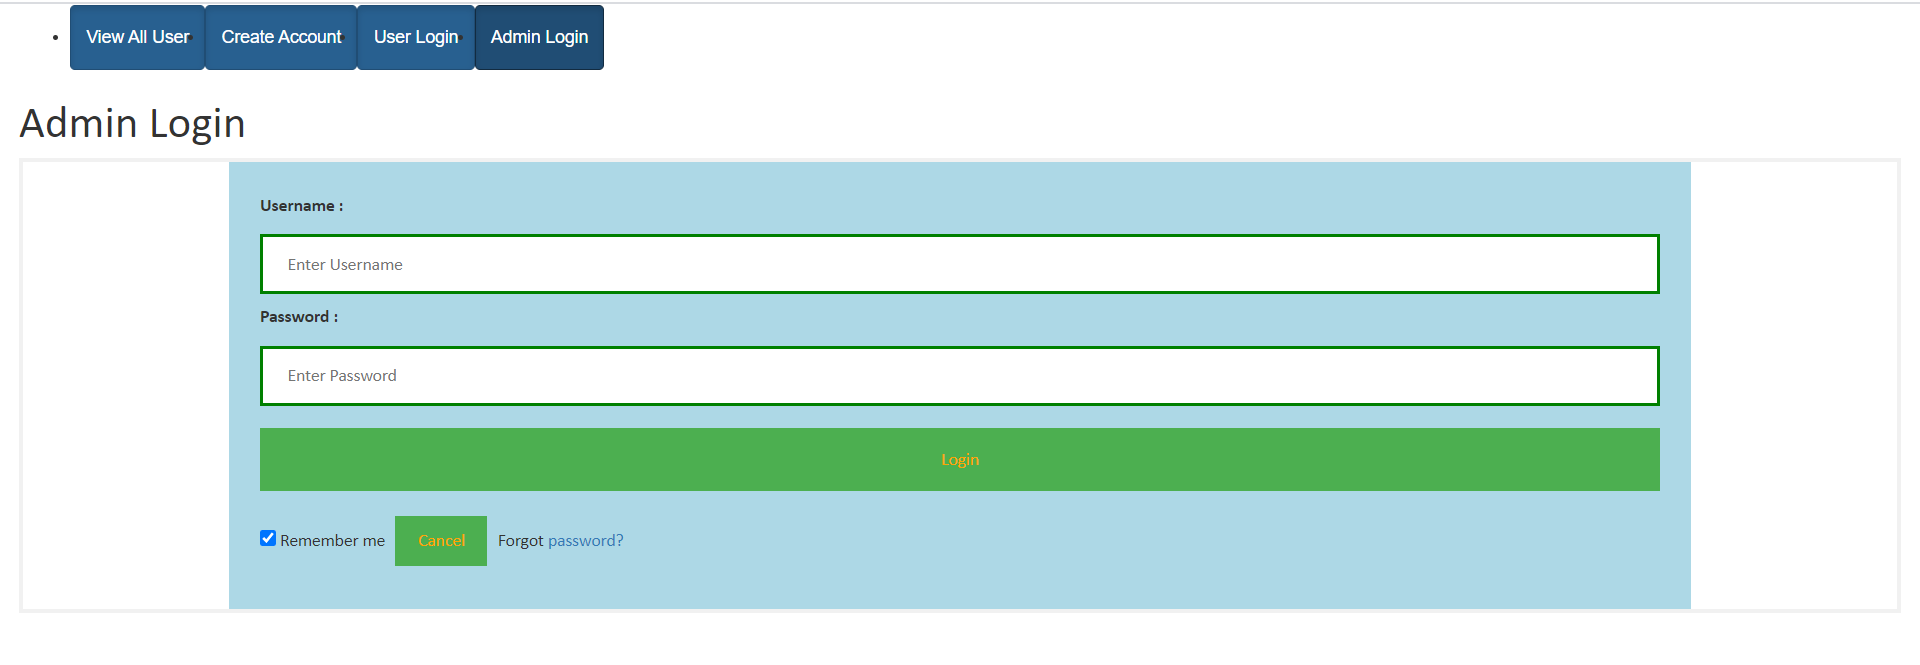 View All User Create Account User Login Admin Login
Admin Login
Username :
Enter Username
Password :
Enter Password
Login
Remember me Cancel Forgot password?